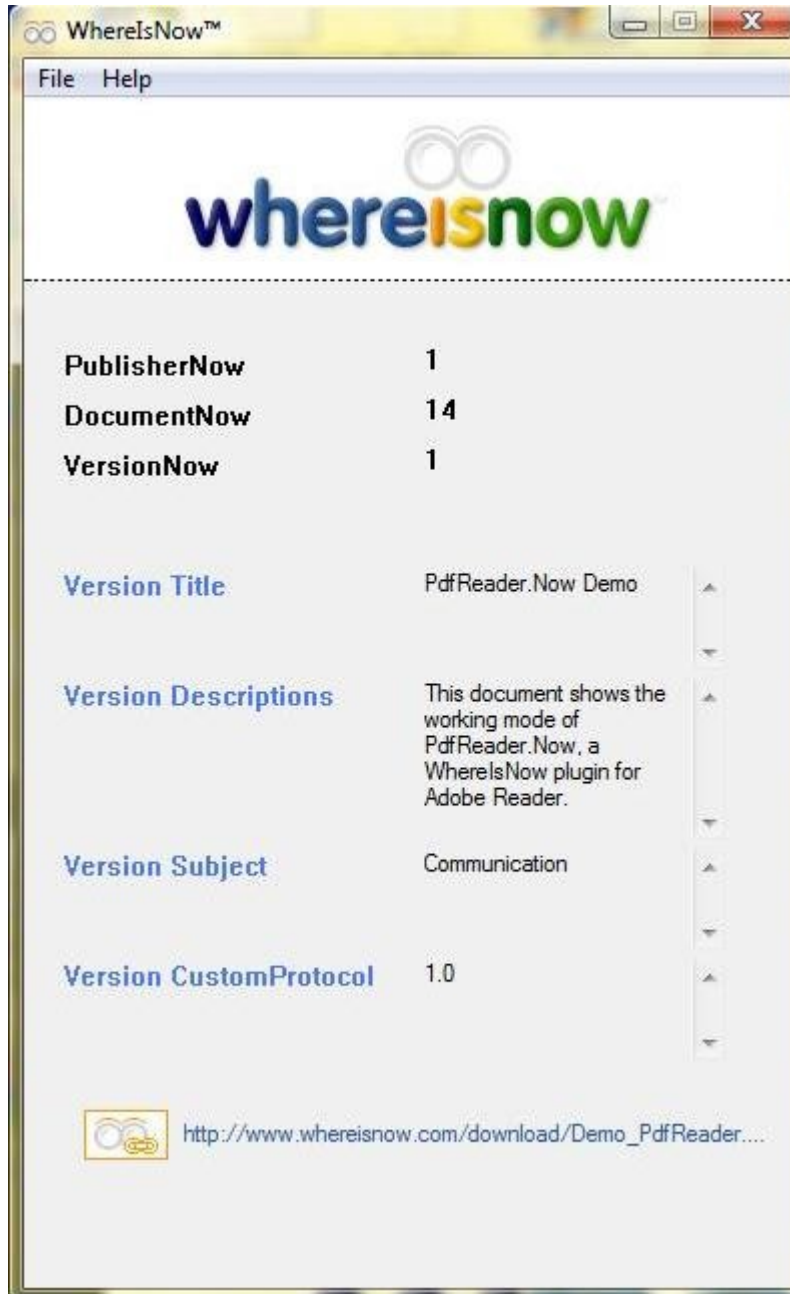 WhereIsNow™
File Help
whereisnow™
PublisherNow 1
DocumentNow 14
VersionNow 1
Version Title PdfReader.Now Demo
Version Descriptions This document shows the
working mode of
PdfReader.Now, a
WhereIsNow plugin for
Adobe Reader.
Version Subject Communication
Version CustomProtocol 1.0
http://www.whereisnow.com/download/Demo_PdfReader....